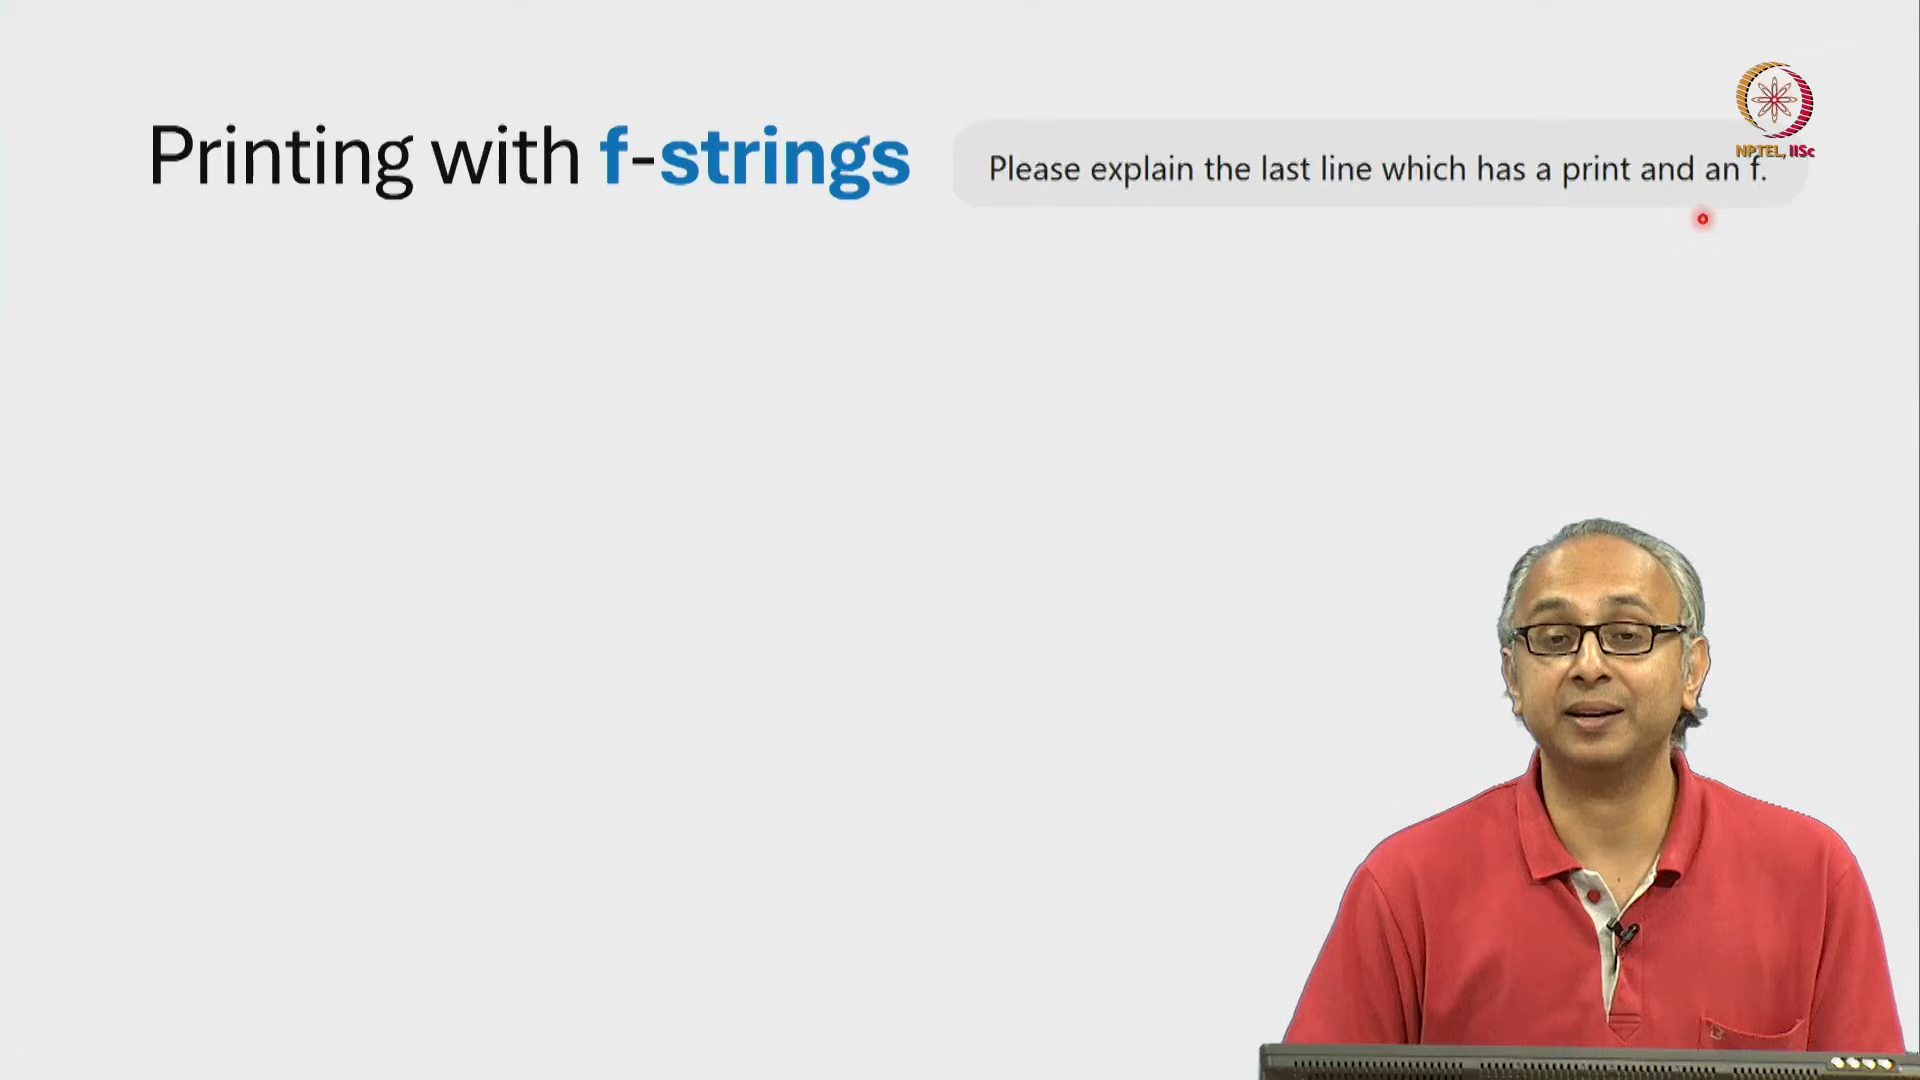 Printing with f-strings
Please explain the last line which has a print and an f.
NPTEL, IISc